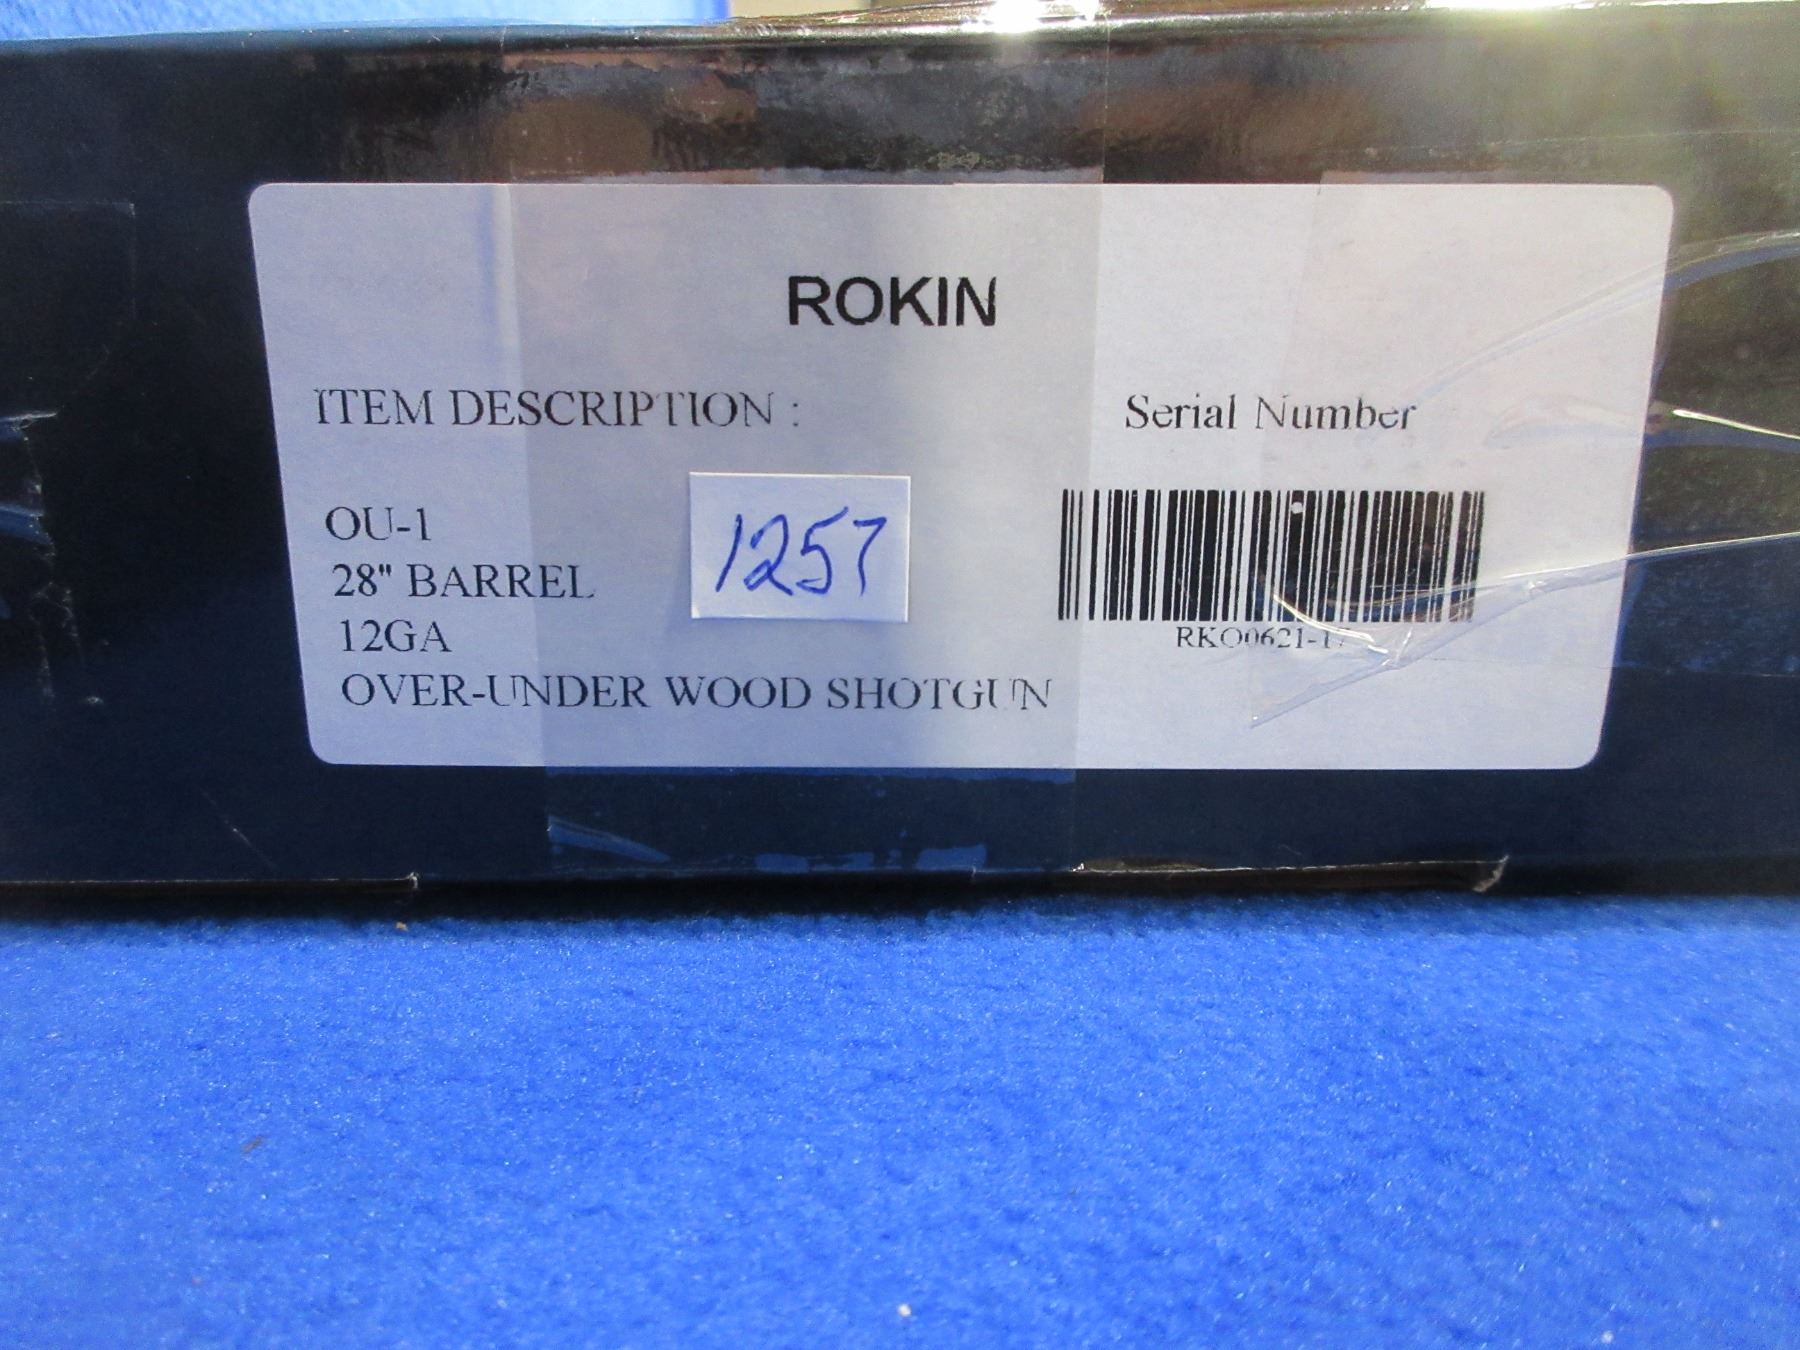 ROKIN
ITEM DESCRIPTION :
Serial Number
OU-1
28" BARREL
12GA
OVER-UNDER WOOD SHOTGUN
1257